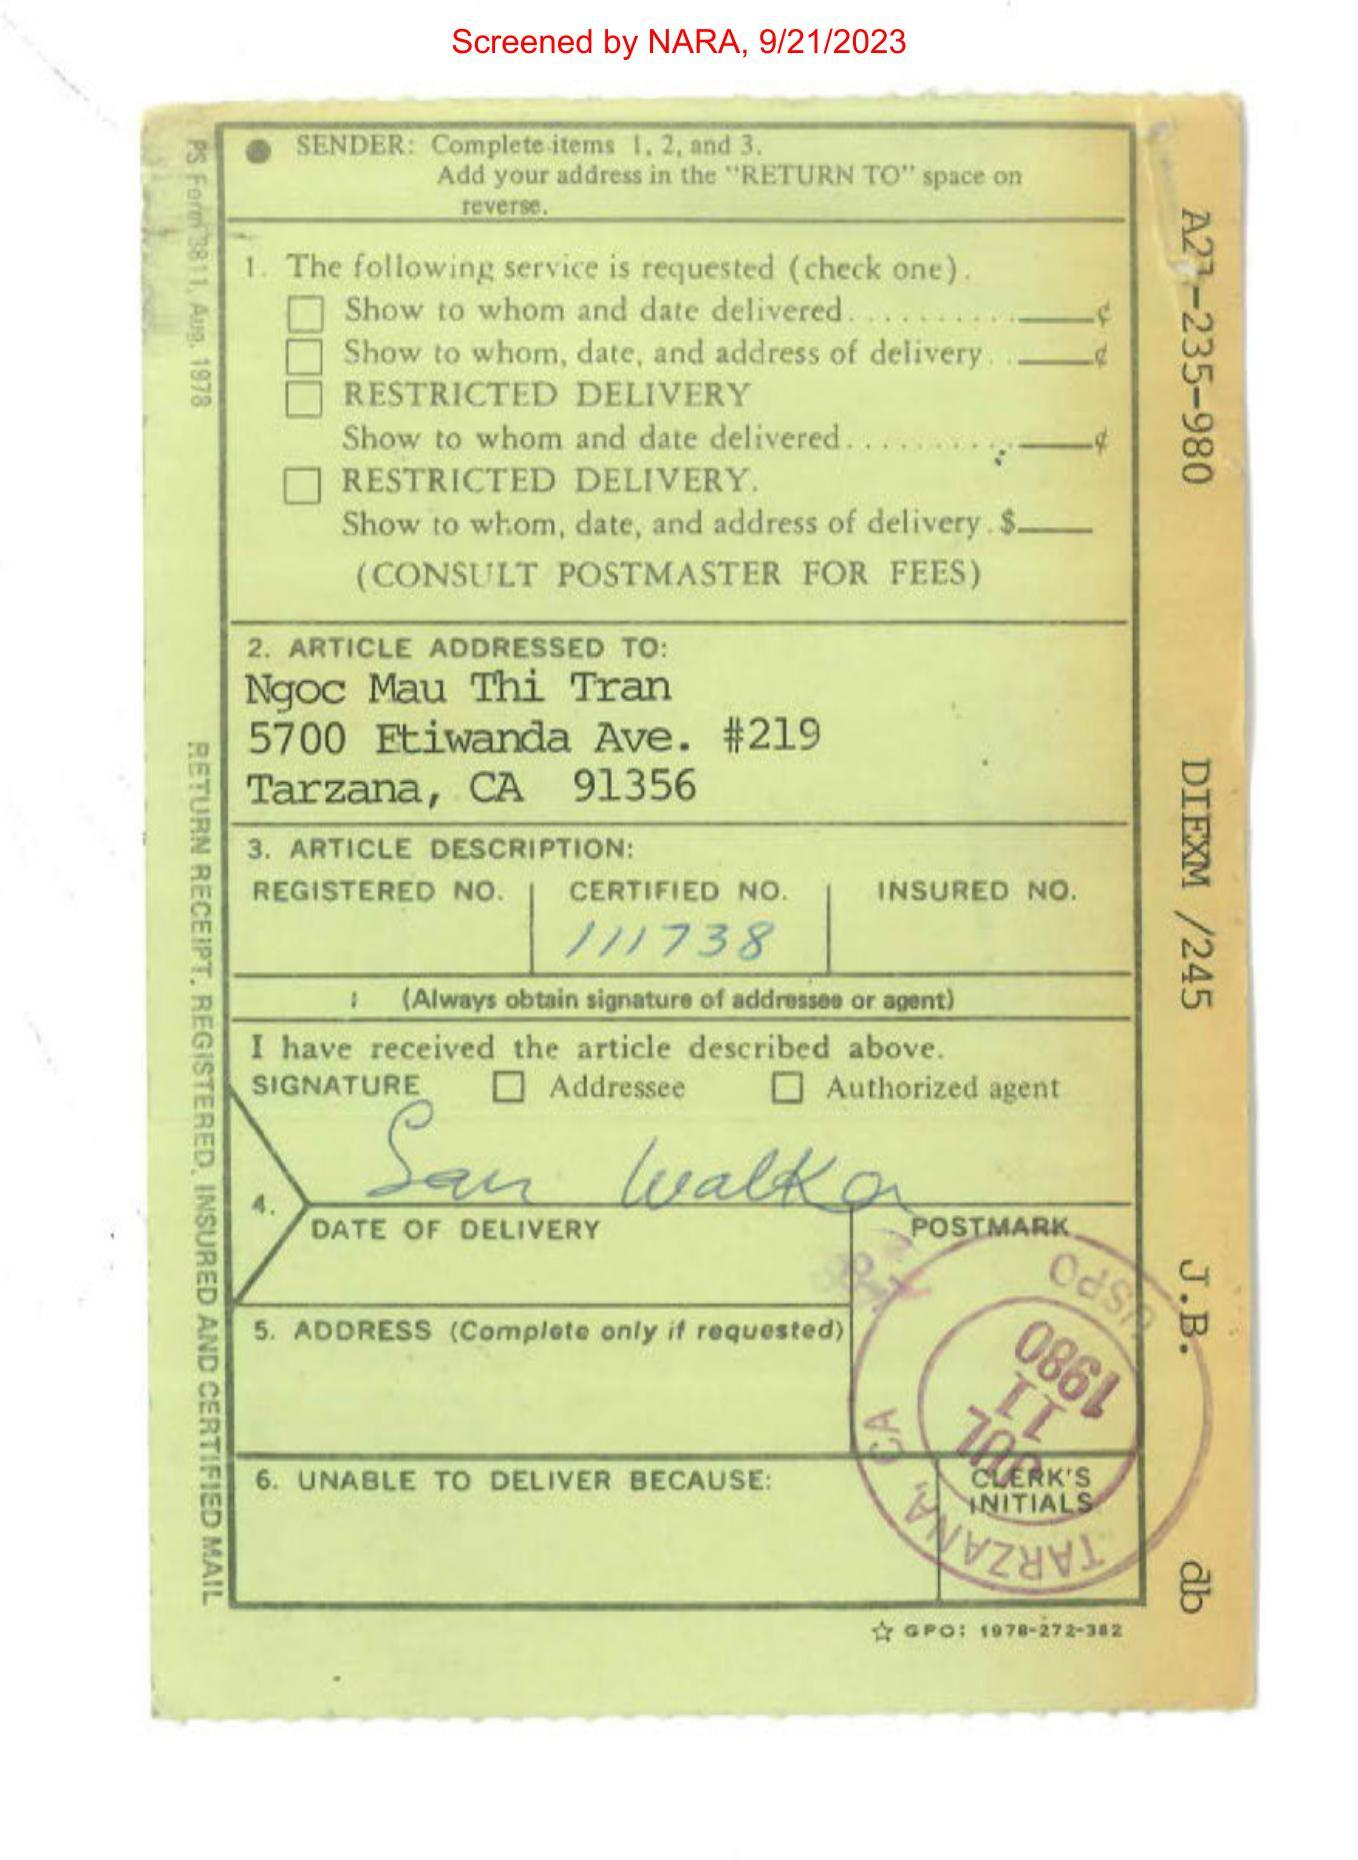 Screened by NARA, 9/21/2023
PS Form 3811, Aug. 1978
RETURN RECEIPT, REGISTERED, INSURED AND CERTIFIED MAIL
● SENDER: Complete items 1, 2, and 3.
Add your address in the "RETURN TO" space on
reverse.
1. The following service is requested (check one).
☐ Show to whom and date delivered.......... ____¢
☐ Show to whom, date, and address of delivery.. ____¢
☐ RESTRICTED DELIVERY
Show to whom and date delivered.......... ____¢
☐ RESTRICTED DELIVERY.
Show to whom, date, and address of delivery. $____
(CONSULT POSTMASTER FOR FEES)
2. ARTICLE ADDRESSED TO:
Ngoc Mau Thi Tran
5700 Etiwanda Ave. #219
Tarzana, CA 91356
3. ARTICLE DESCRIPTION:
REGISTERED NO. CERTIFIED NO. INSURED NO.
111738
(Always obtain signature of addressee or agent)
I have received the article described above.
SIGNATURE ☐ Addressee ☐ Authorized agent
San
4.
DATE OF DELIVERY
POSTMARK
5. ADDRESS (Complete only if requested)
6. UNABLE TO DELIVER BECAUSE:
CLERK'S
INITIALS
TARZANA, CA
USPO
JUL
11
1980
☆ GPO: 1978-272-382
DIEXM /245 J.B. db